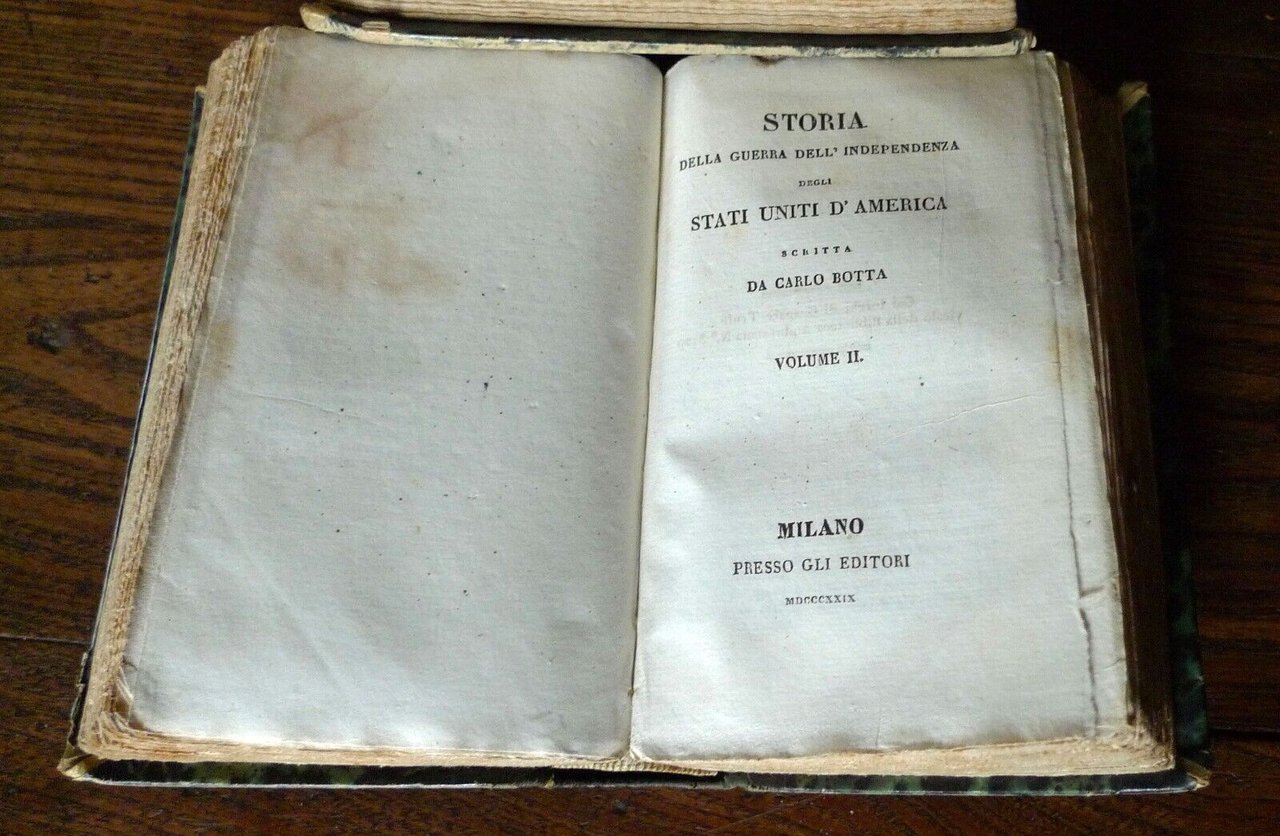 STORIA
DELLA GUERRA DELL' INDEPENDENZA
DEGLI
STATI UNITI D' AMERICA
SCRITTA
DA CARLO BOTTA
VOLUME II.
MILANO
PRESSO GLI EDITORI
MDCCCXXIX